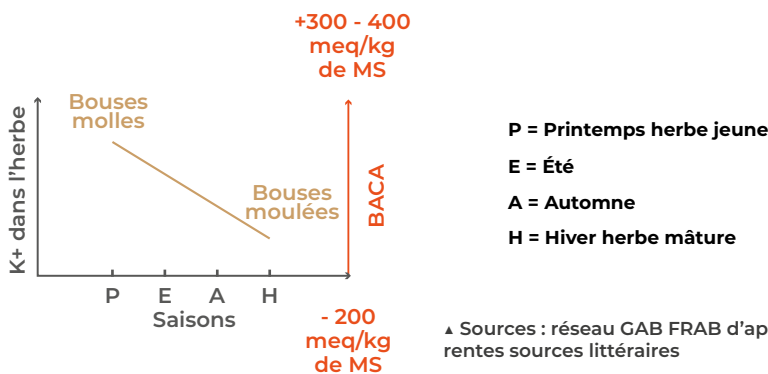 +300 - 400
meq/kg
de MS
Bouses
molles
K+ dans l'herbe
Bouses
moulées
BACA
P
E
A
H
Saisons
- 200
meq/kg
de MS
P = Printemps herbe jeune
E = Été
A = Automne
H = Hiver herbe mâture
▲ Sources : réseau GAB FRAB d'ap
rentes sources littéraires